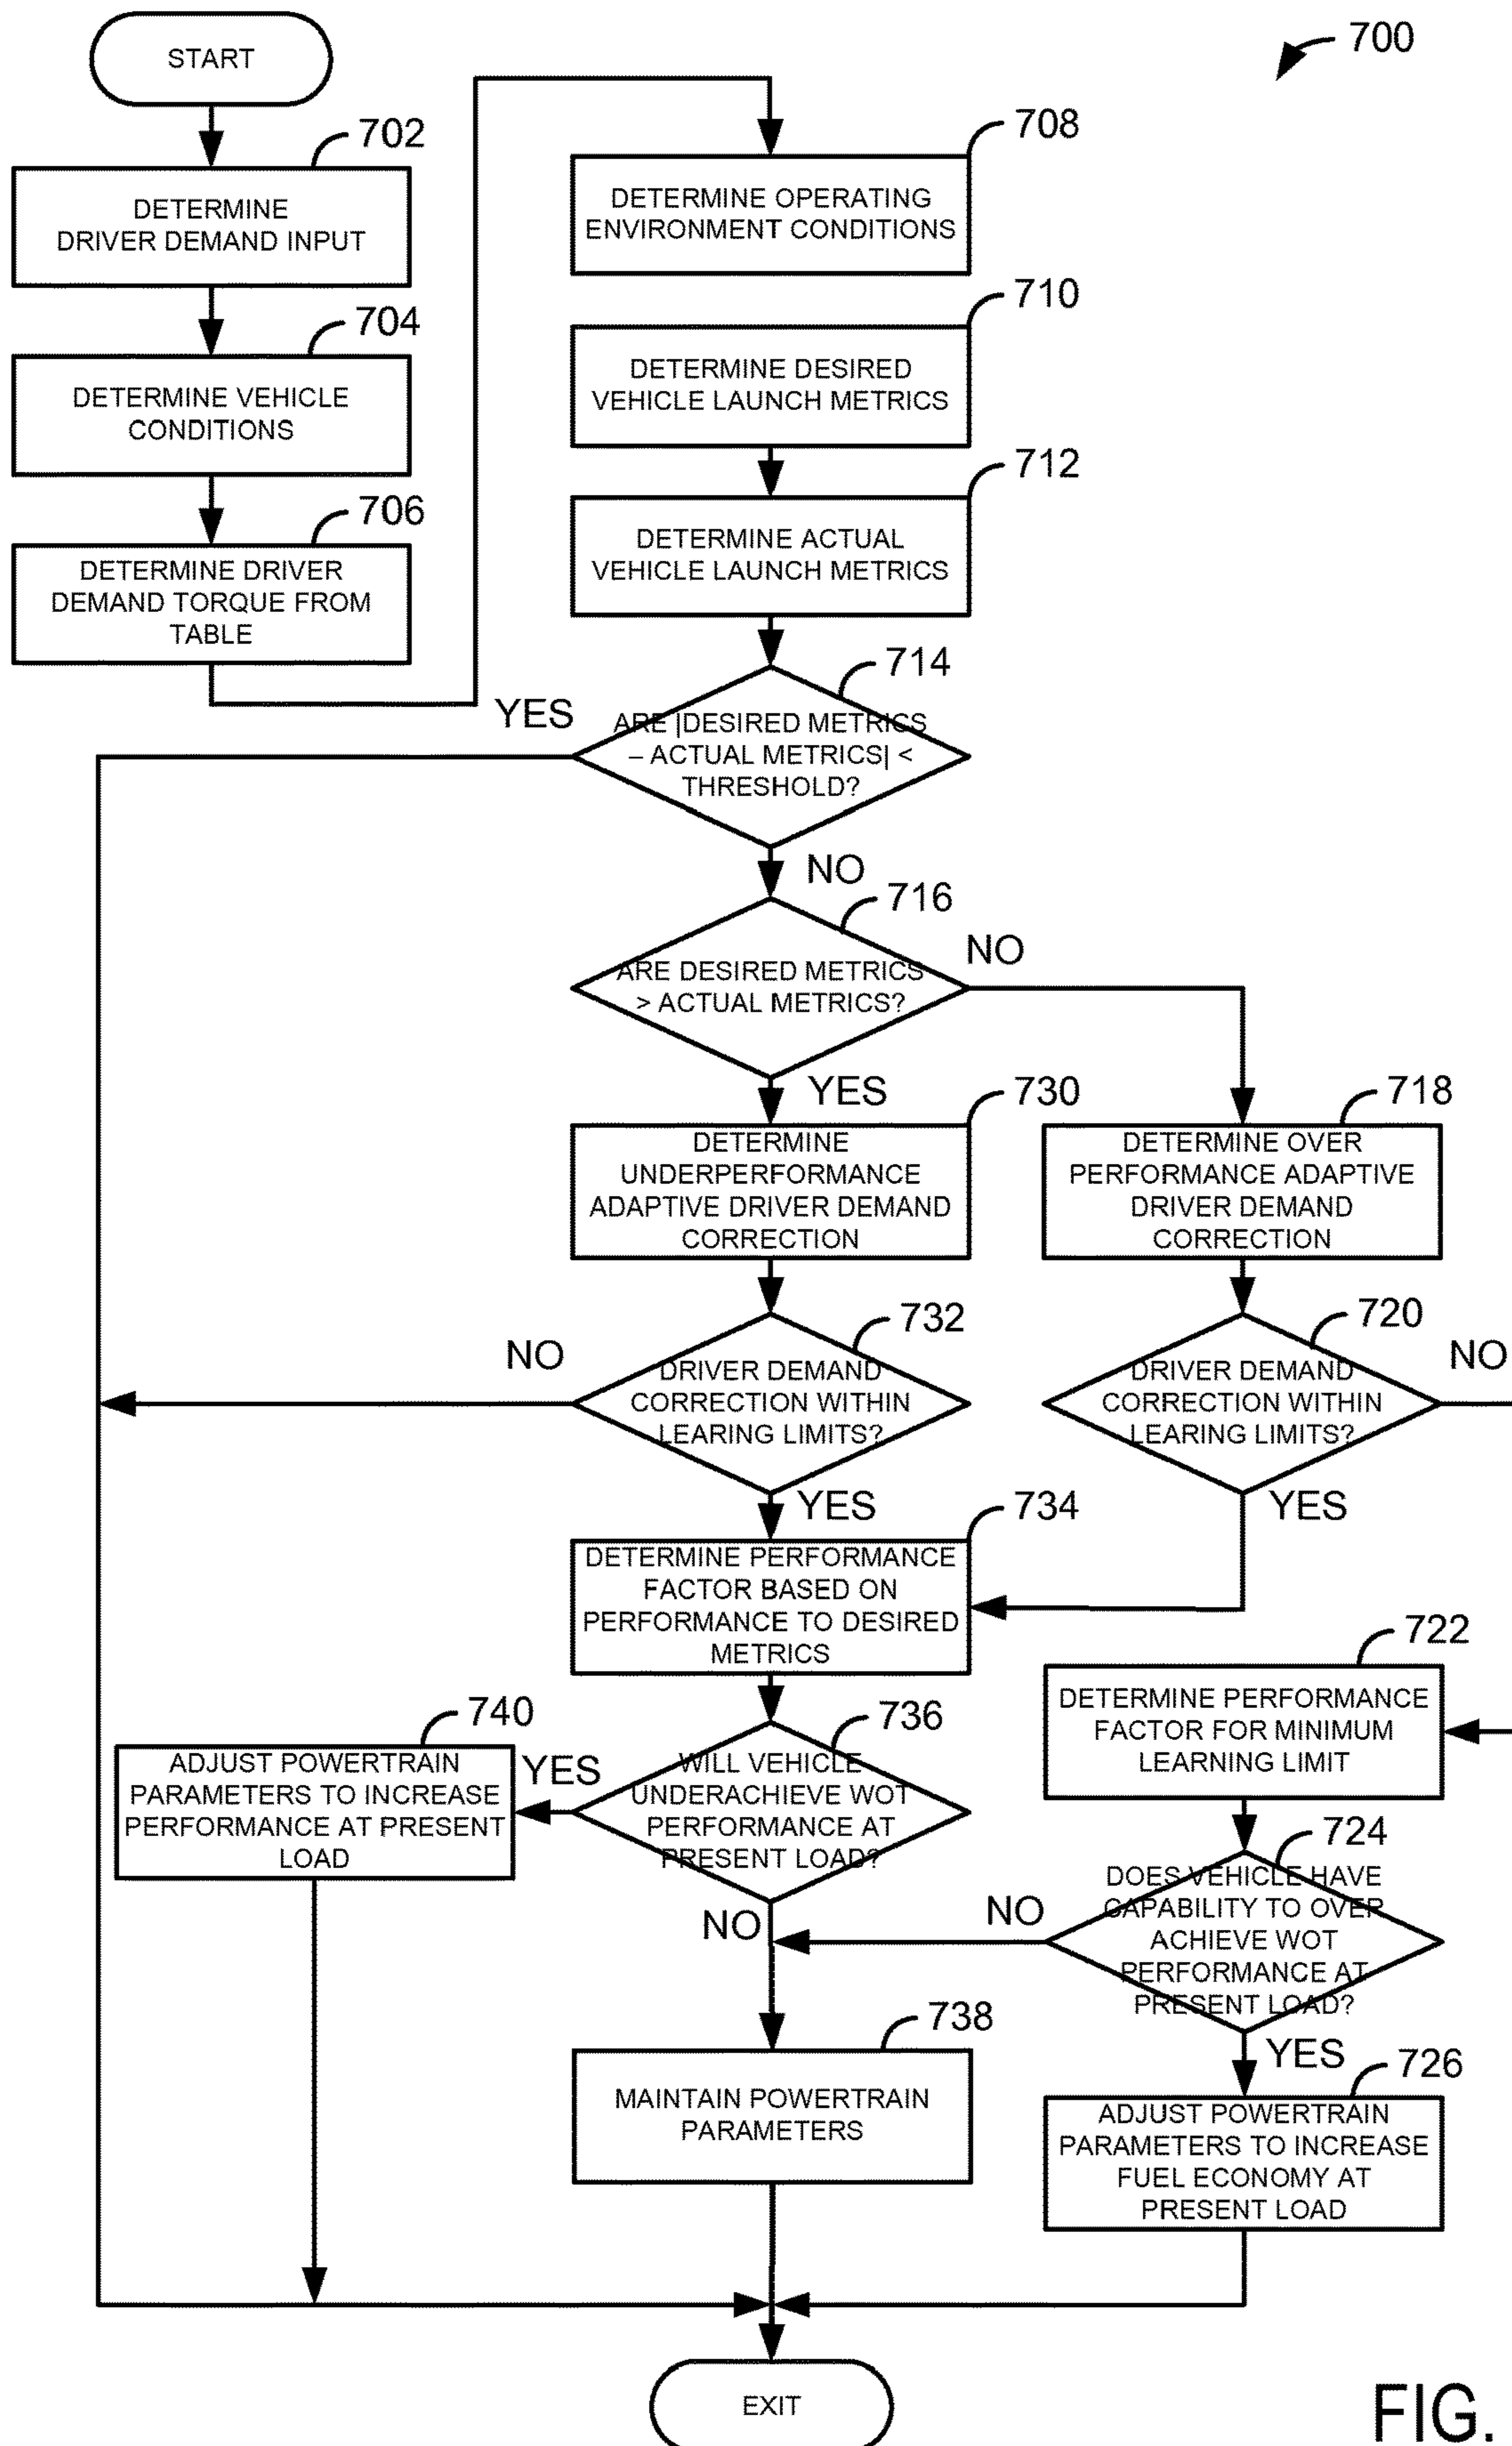 START
700
702
DETERMINE
DRIVER DEMAND INPUT
704
DETERMINE VEHICLE
CONDITIONS
706
DETERMINE DRIVER
DEMAND TORQUE FROM
TABLE
708
DETERMINE OPERATING
ENVIRONMENT CONDITIONS
710
DETERMINE DESIRED
VEHICLE LAUNCH METRICS
712
DETERMINE ACTUAL
VEHICLE LAUNCH METRICS
714
YES
ARE |DESIRED METRICS
– ACTUAL METRICS| <
THRESHOLD?
NO
716
NO
ARE DESIRED METRICS
> ACTUAL METRICS?
YES
730
DETERMINE
UNDERPERFORMANCE
ADAPTIVE DRIVER DEMAND
CORRECTION
718
DETERMINE OVER
PERFORMANCE ADAPTIVE
DRIVER DEMAND
CORRECTION
732
NO
DRIVER DEMAND
CORRECTION WITHIN
LEARING LIMITS?
YES
720
NO
DRIVER DEMAND
CORRECTION WITHIN
LEARING LIMITS?
YES
734
DETERMINE PERFORMANCE
FACTOR BASED ON
PERFORMANCE TO DESIRED
METRICS
722
DETERMINE PERFORMANCE
FACTOR FOR MINIMUM
LEARNING LIMIT
736
WILL VEHICLE
UNDERACHIEVE WOT
PERFORMANCE AT
PRESENT LOAD?
YES
NO
740
ADJUST POWERTRAIN
PARAMETERS TO INCREASE
PERFORMANCE AT PRESENT
LOAD
724
DOES VEHICLE HAVE
CAPABILITY TO OVER
ACHIEVE WOT
PERFORMANCE AT
PRESENT LOAD?
NO
YES
738
MAINTAIN POWERTRAIN
PARAMETERS
726
ADJUST POWERTRAIN
PARAMETERS TO INCREASE
FUEL ECONOMY AT
PRESENT LOAD
EXIT
FIG.